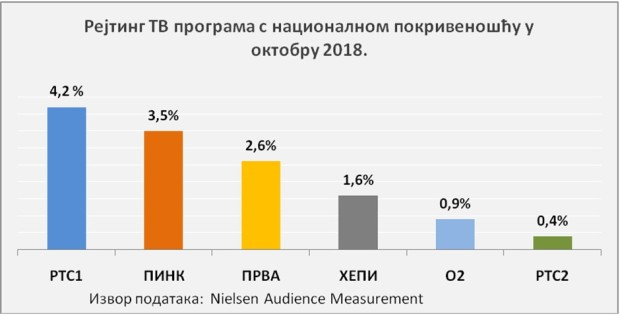 Рејтинг ТВ програма с националном покривеношћу у
октобру 2018.
4,2 %
3,5%
2,6%
1,6%
0,9%
0,4%
РТС1 ПИНК ПРВА ХЕПИ О2 РТС2
Извор података: Nielsen Audience Measurement